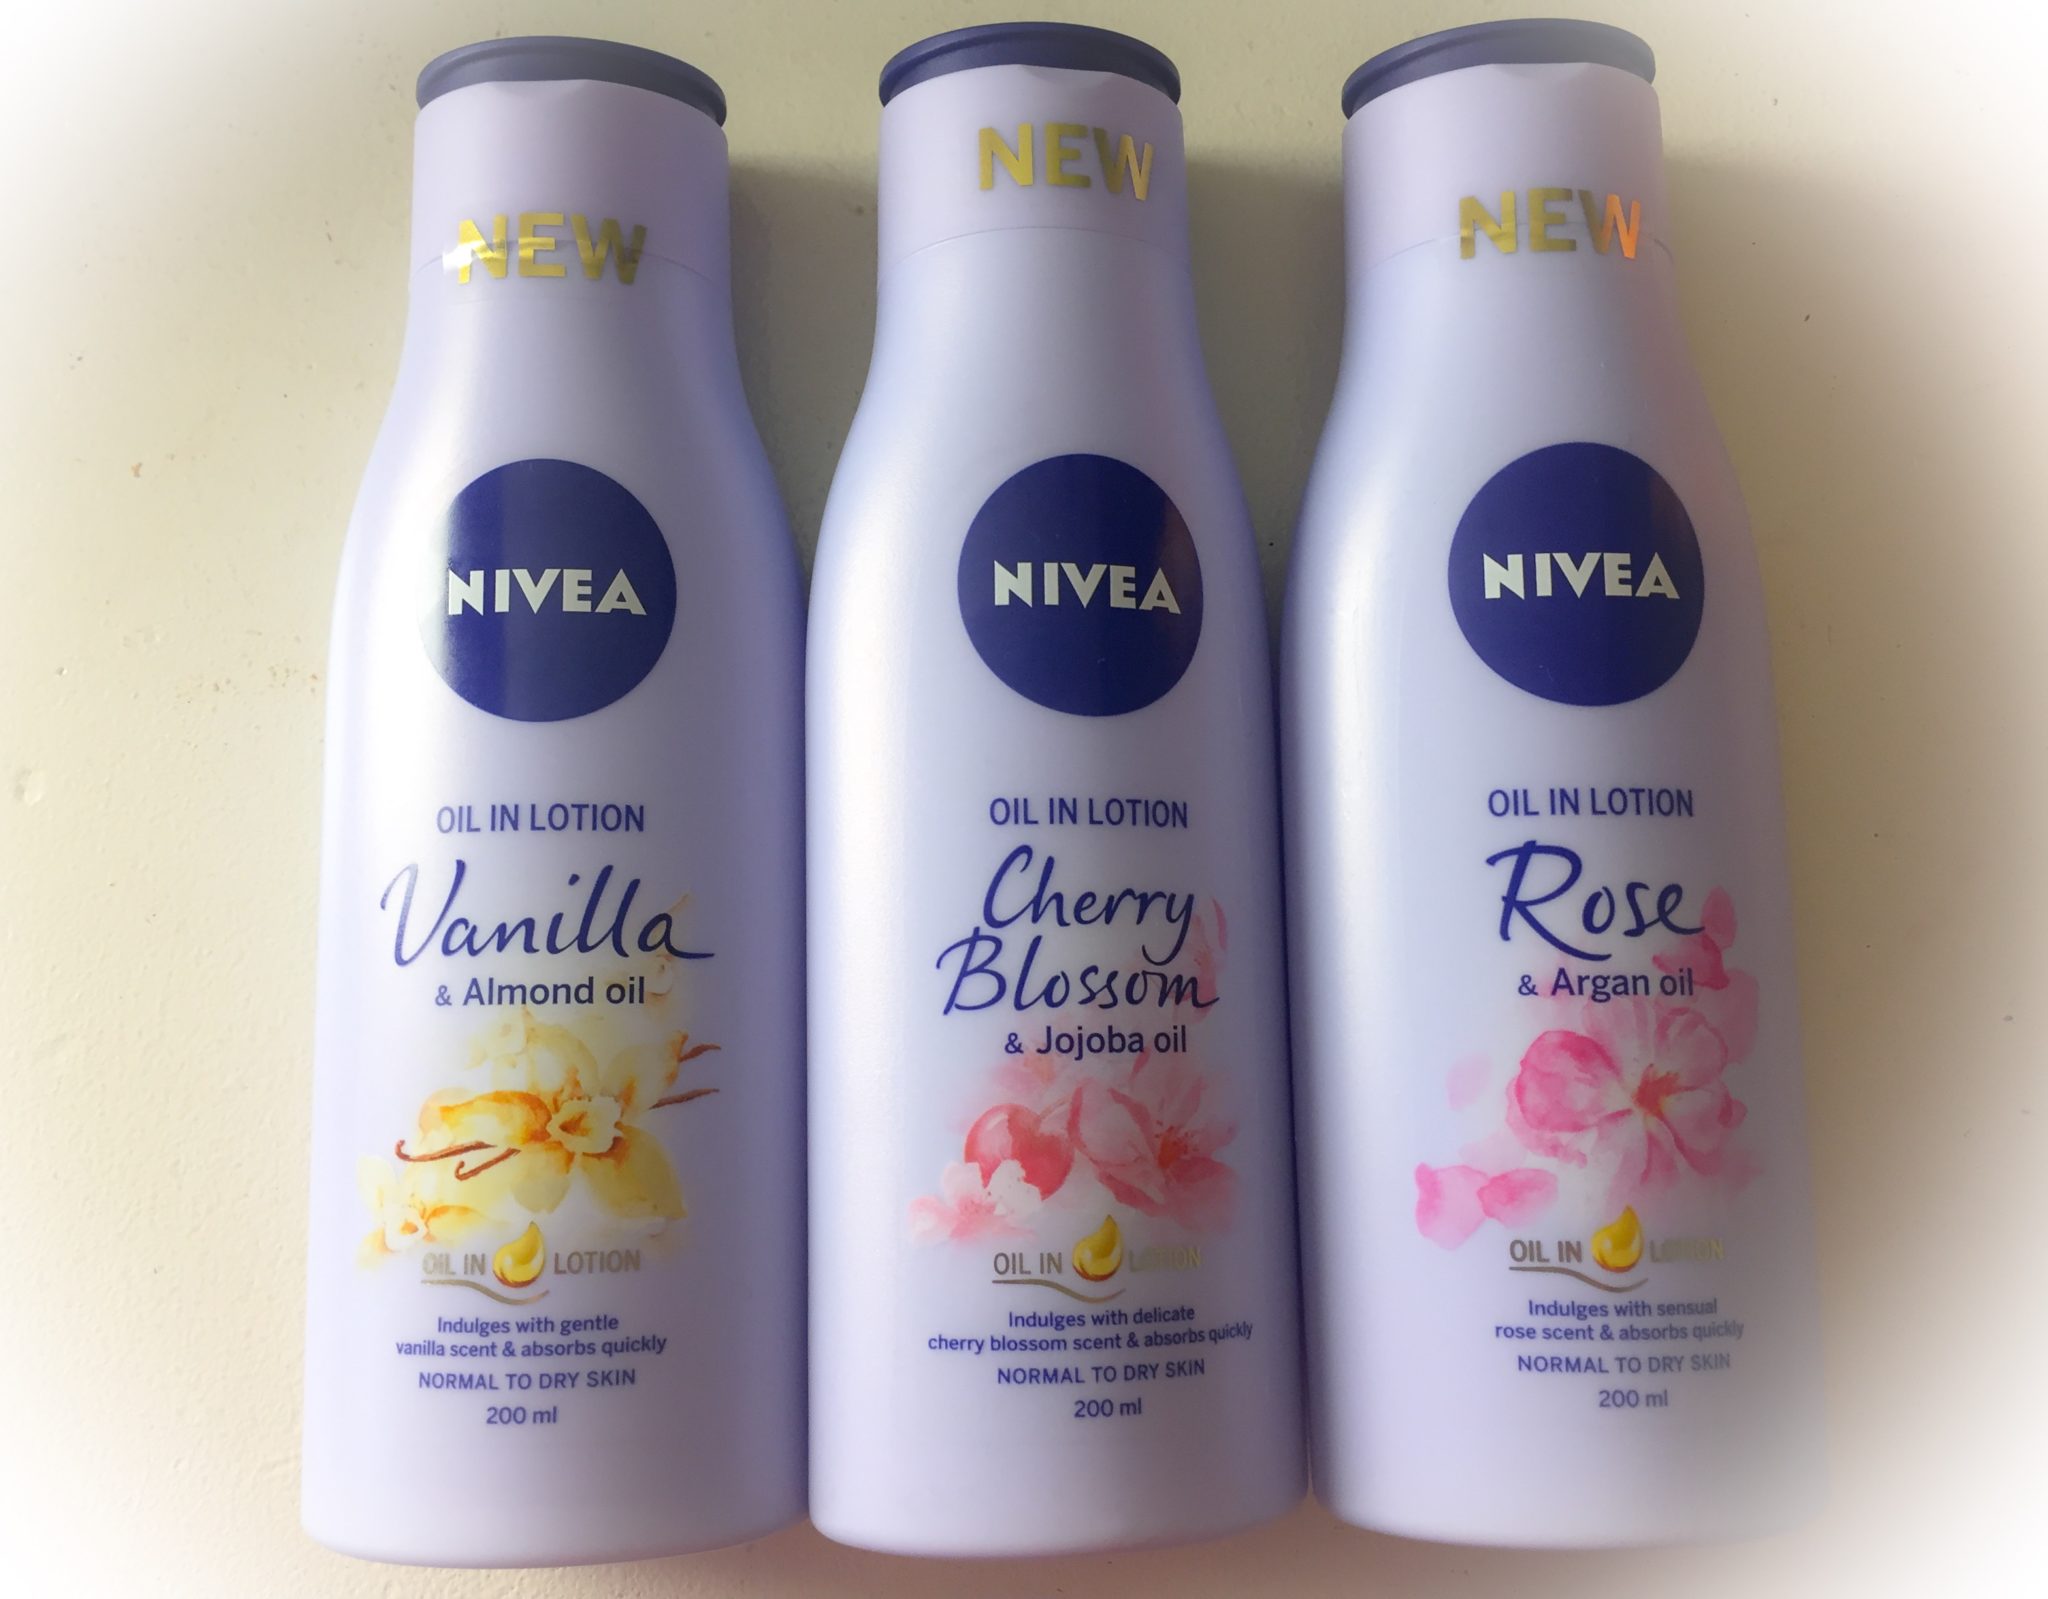 NEW
NIVEA
OIL IN LOTION
Vanilla
& Almond oil
OIL IN LOTION
Indulges with gentle
vanilla scent & absorbs quickly
NORMAL TO DRY SKIN
200 ml
NEW
NIVEA
OIL IN LOTION
Cherry
Blossom
& Jojoba oil
OIL IN LOTION
Indulges with delicate
cherry blossom scent & absorbs quickly
NORMAL TO DRY SKIN
200 ml
NEW
NIVEA
OIL IN LOTION
Rose
& Argan oil
OIL IN LOTION
Indulges with sensual
rose scent & absorbs quickly
NORMAL TO DRY SKIN
200 ml